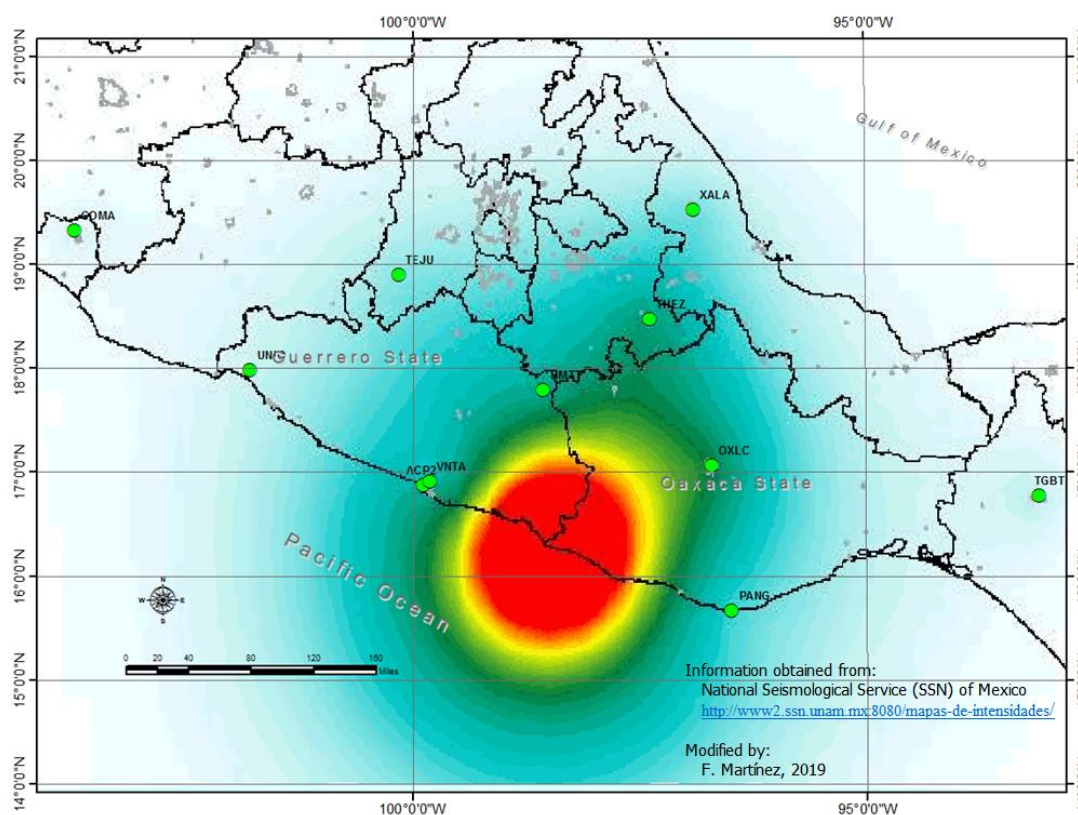 100°0'0"W
95°0'0"W
21°0'0"N
20°0'0"N
19°0'0"N
18°0'0"N
17°0'0"N
16°0'0"N
15°0'0"N
14°0'0"N
Gulf of Mexico
XALA
COMA
TEJU
THEZ
Guerrero State
OXLC
ACP2 VNTA
Oaxaca State
TGBT
Pacific Ocean
N
W E
S
PANG
0 20 40 80 120 160
Miles
Information obtained from:
National Seismological Service (SSN) of Mexico
http://www2.ssn.unam.mx:8080/mapas-de-intensidades/
Modified by:
F. Martínez, 2019
100°0'0"W
95°0'0"W